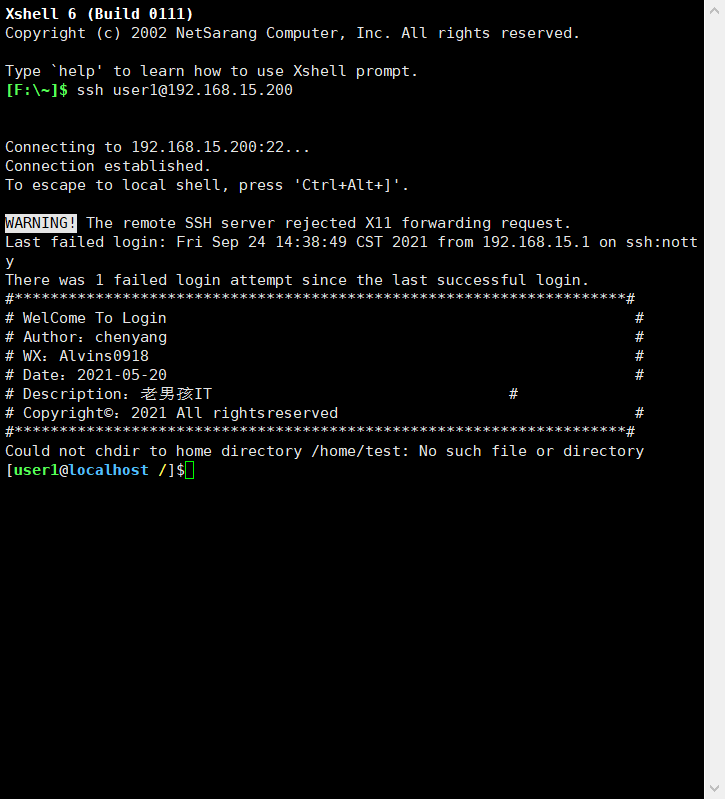 Xshell 6 (Build 0111)
Copyright (c) 2002 NetSarang Computer, Inc. All rights reserved.
Type `help' to learn how to use Xshell prompt.
[F:\~]$ ssh user1@192.168.15.200
Connecting to 192.168.15.200:22...
Connection established.
To escape to local shell, press 'Ctrl+Alt+]'.
WARNING! The remote SSH server rejected X11 forwarding request.
Last failed login: Fri Sep 24 14:38:49 CST 2021 from 192.168.15.1 on ssh:nott
y
There was 1 failed login attempt since the last successful login.
#********************************************************************#
# WelCome To Login                                                    #
# Author：chenyang                                                    #
# WX：Alvins0918                                                      #
# Date：2021-05-20                                                    #
# Description：老男孩IT                                 #
# Copyright©：2021 All rightsreserved                                 #
#********************************************************************#
Could not chdir to home directory /home/test: No such file or directory
[user1@localhost /]$